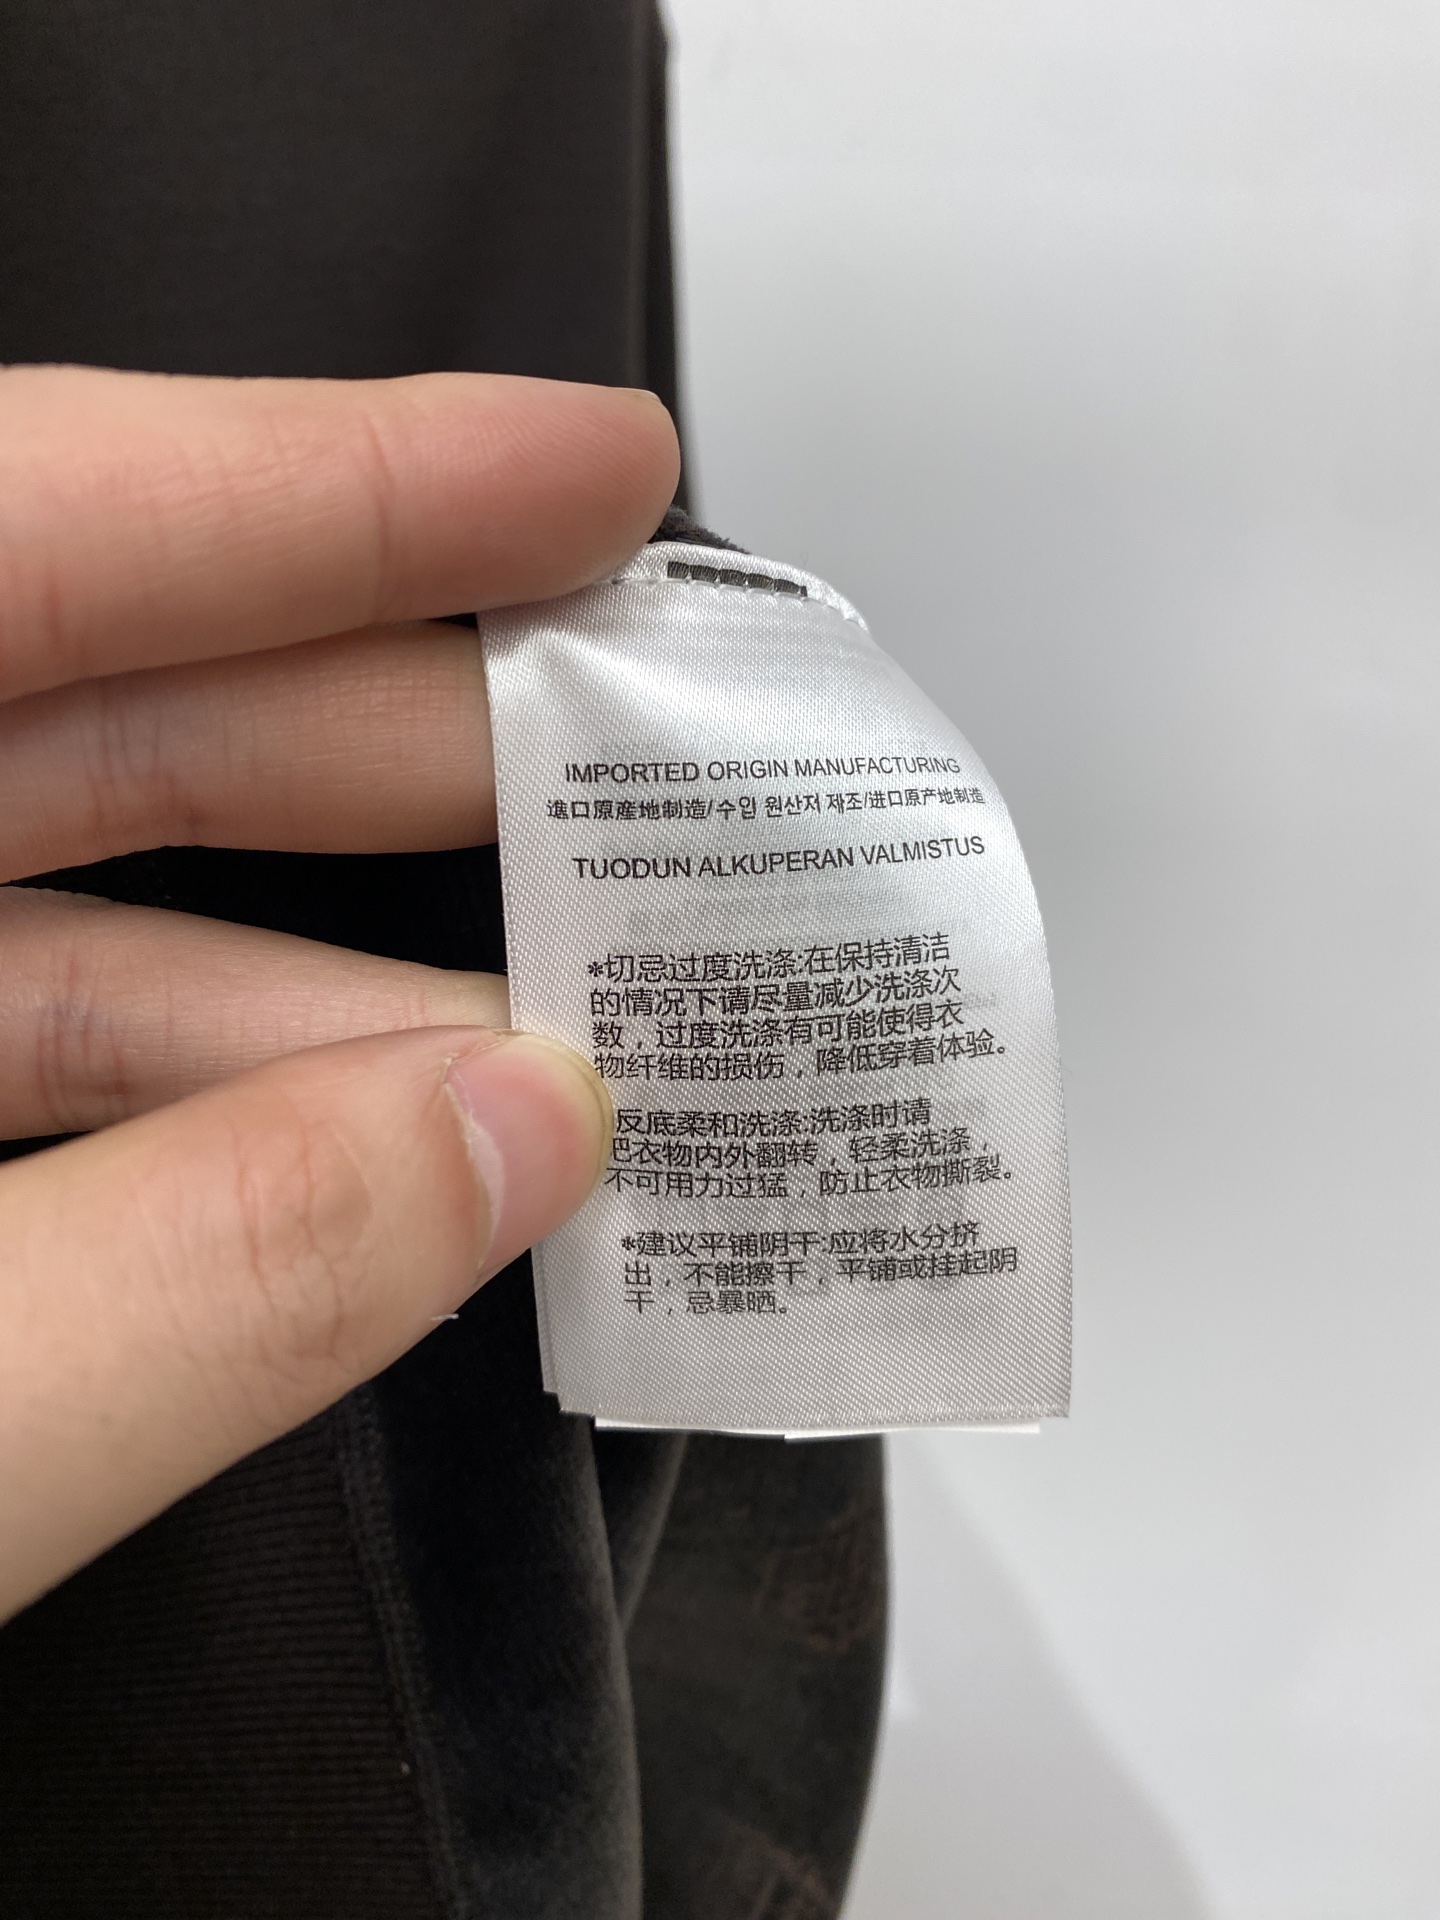 IMPORTED ORIGIN MANUFACTURING
進口原産地制造/수입 원산저 제조/进口原产地制造
TUODUN ALKUPERAN VALMISTUS
*切忌过度洗涤:在保持清洁
的情况下请尽量减少洗涤次
数，过度洗涤有可能使得衣
物纤维的损伤，降低穿着体验。
反底柔和洗涤:洗涤时请
把衣物内外翻转，轻柔洗涤，
不可用力过猛，防止衣物撕裂。
*建议平铺阴干:应将水分挤
出，不能擦干，平铺或挂起阴
干，忌暴晒。